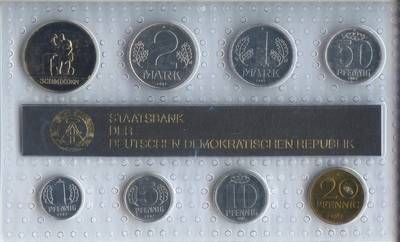 2
MARK
1
MARK
50
PFENNIG
STAATSBANK
DER
DEUTSCHEN DEMOKRATISCHEN REPUBLIK
1
PFENNIG
5
PFENNIG
10
PFENNIG
20
PFENNIG